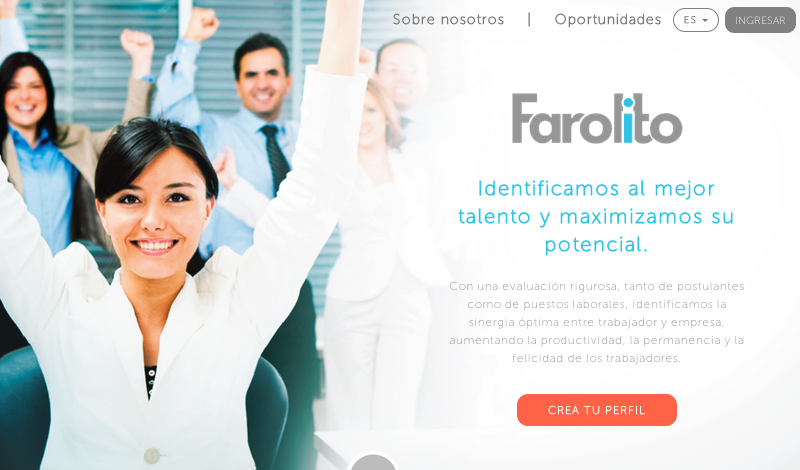 Sobre nosotros | Oportunidades ES INGRESAR
Farolito
Identificamos al mejor
talento y maximizamos su
potencial.
Con una evaluación rigurosa, tanto de postulantes
como de puestos laborales, identificamos la
sinergia óptima entre trabajador y empresa,
aumentando la productividad, la permanencia y la
felicidad de los trabajadores.
CREA TU PERFIL